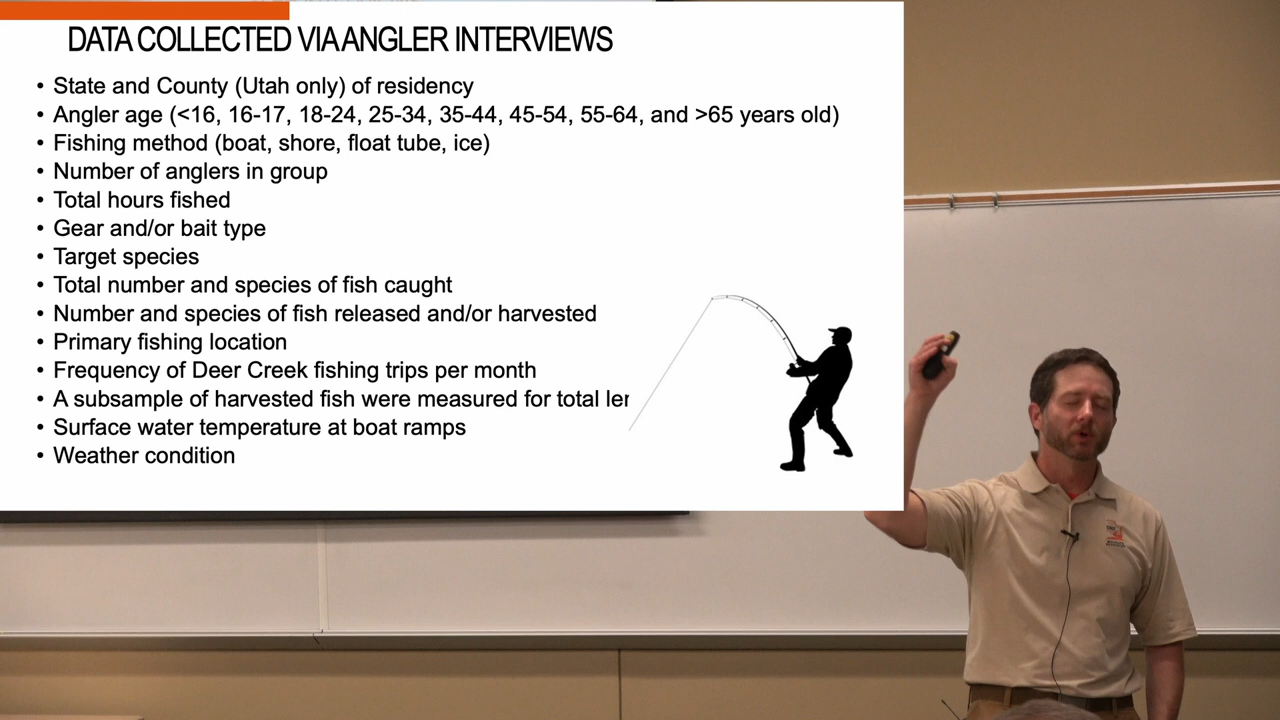 DATA COLLECTED VIA ANGLER INTERVIEWS
• State and County (Utah only) of residency
• Angler age (<16, 16-17, 18-24, 25-34, 35-44, 45-54, 55-64, and >65 years old)
• Fishing method (boat, shore, float tube, ice)
• Number of anglers in group
• Total hours fished
• Gear and/or bait type
• Target species
• Total number and species of fish caught
• Number and species of fish released and/or harvested
• Primary fishing location
• Frequency of Deer Creek fishing trips per month
• A subsample of harvested fish were measured for total
• Surface water temperature at boat ramps
• Weather condition